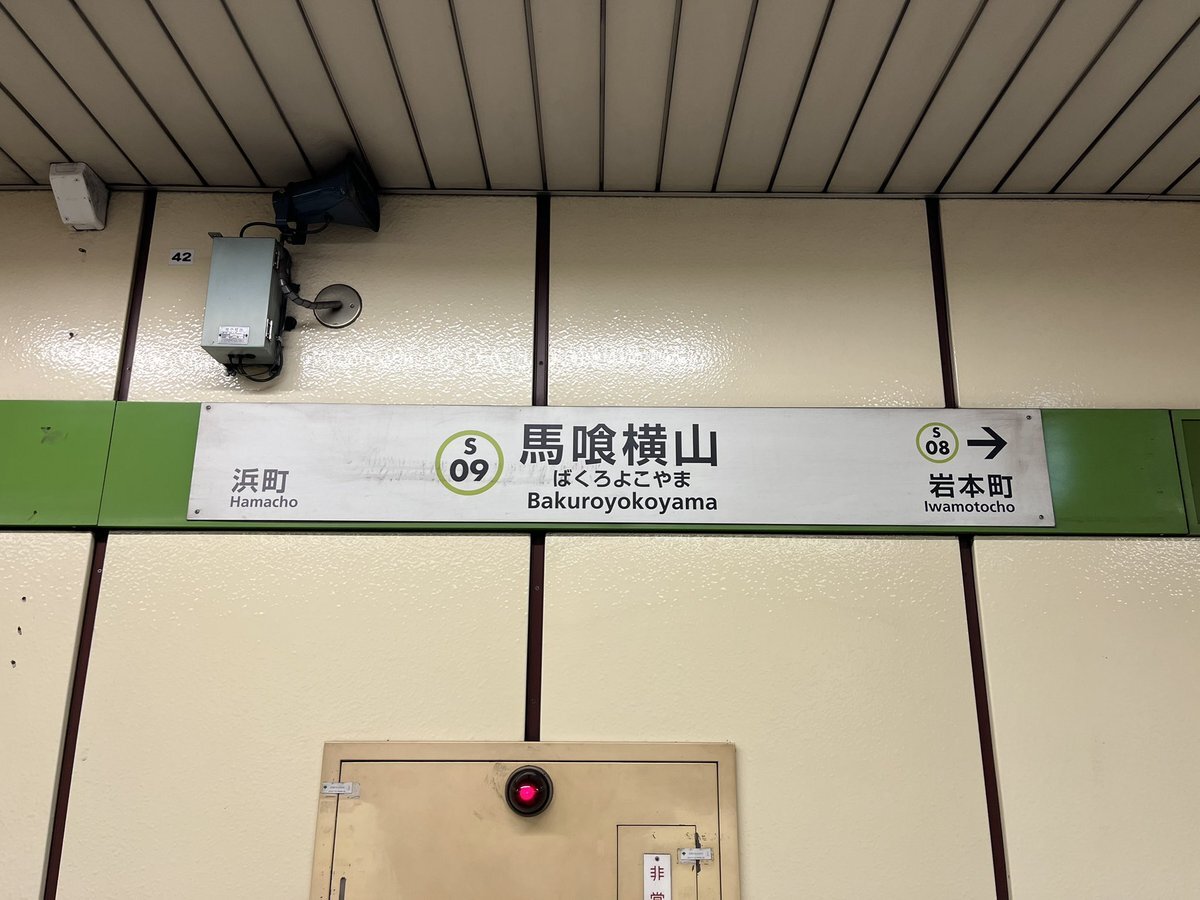 42
浜町
Hamacho
S
09
馬喰横山
ばくろよこやま
Bakuroyokoyama
S
08
→
岩本町
Iwamotocho
非